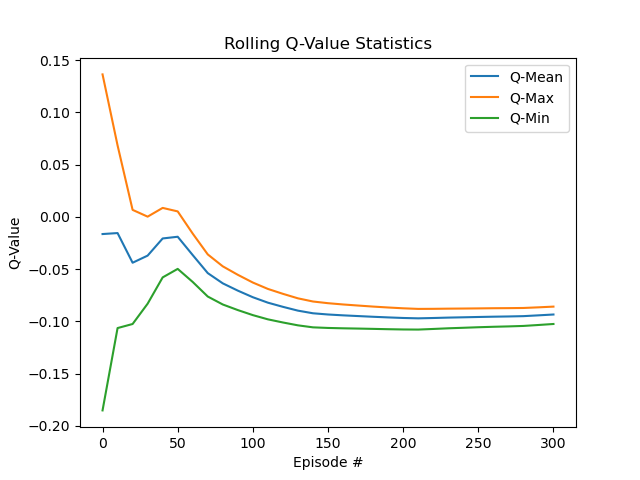 Rolling Q-Value Statistics
Q-Mean
Q-Max
Q-Min
0.15
0.10
0.05
0.00
−0.05
−0.10
−0.15
−0.20
Q-Value
0 50 100 150 200 250 300
Episode #